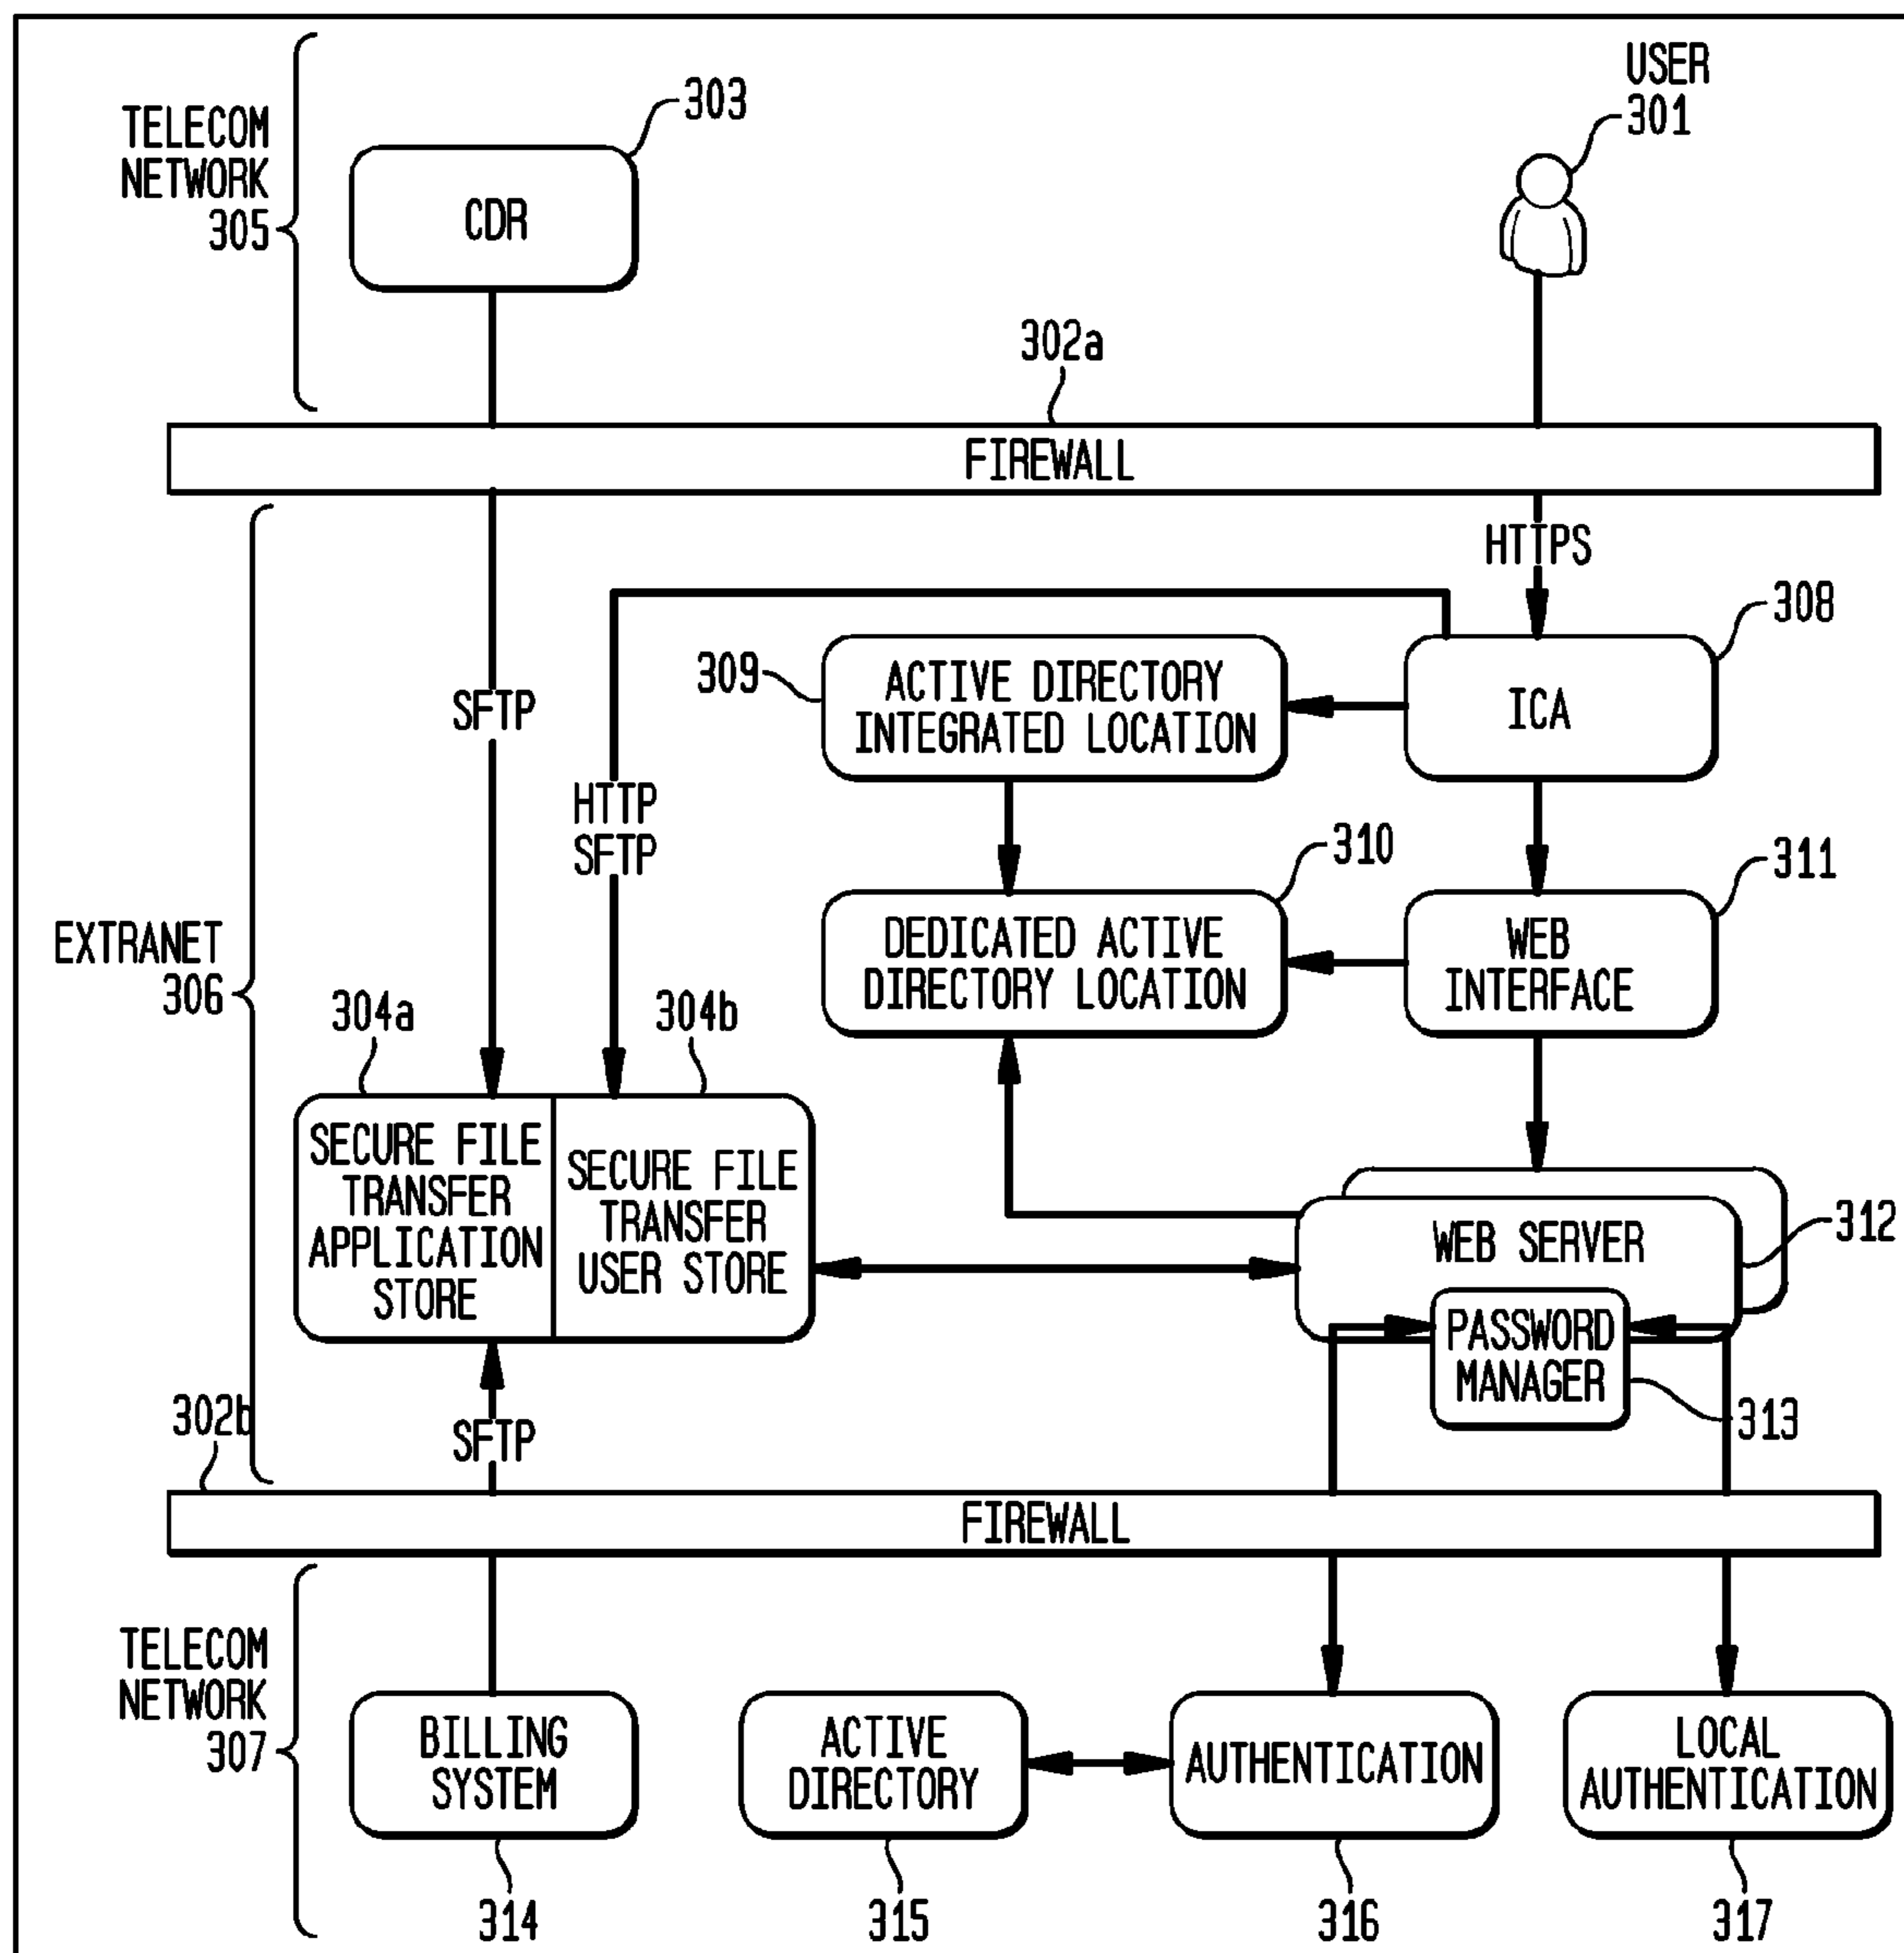 USER
301
TELECOM
NETWORK
305
303
CDR
302a
FIREWALL
HTTPS
308
ICA
309
ACTIVE DIRECTORY
INTEGRATED LOCATION
SFTP
HTTP
SFTP
310
DEDICATED ACTIVE
DIRECTORY LOCATION
311
WEB
INTERFACE
EXTRANET
306
304a
304b
SECURE FILE
TRANSFER
APPLICATION
STORE
SECURE FILE
TRANSFER
USER STORE
WEB SERVER
312
PASSWORD
MANAGER
313
302b
SFTP
FIREWALL
TELECOM
NETWORK
307
BILLING
SYSTEM
ACTIVE
DIRECTORY
AUTHENTICATION
LOCAL
AUTHENTICATION
314
315
316
317